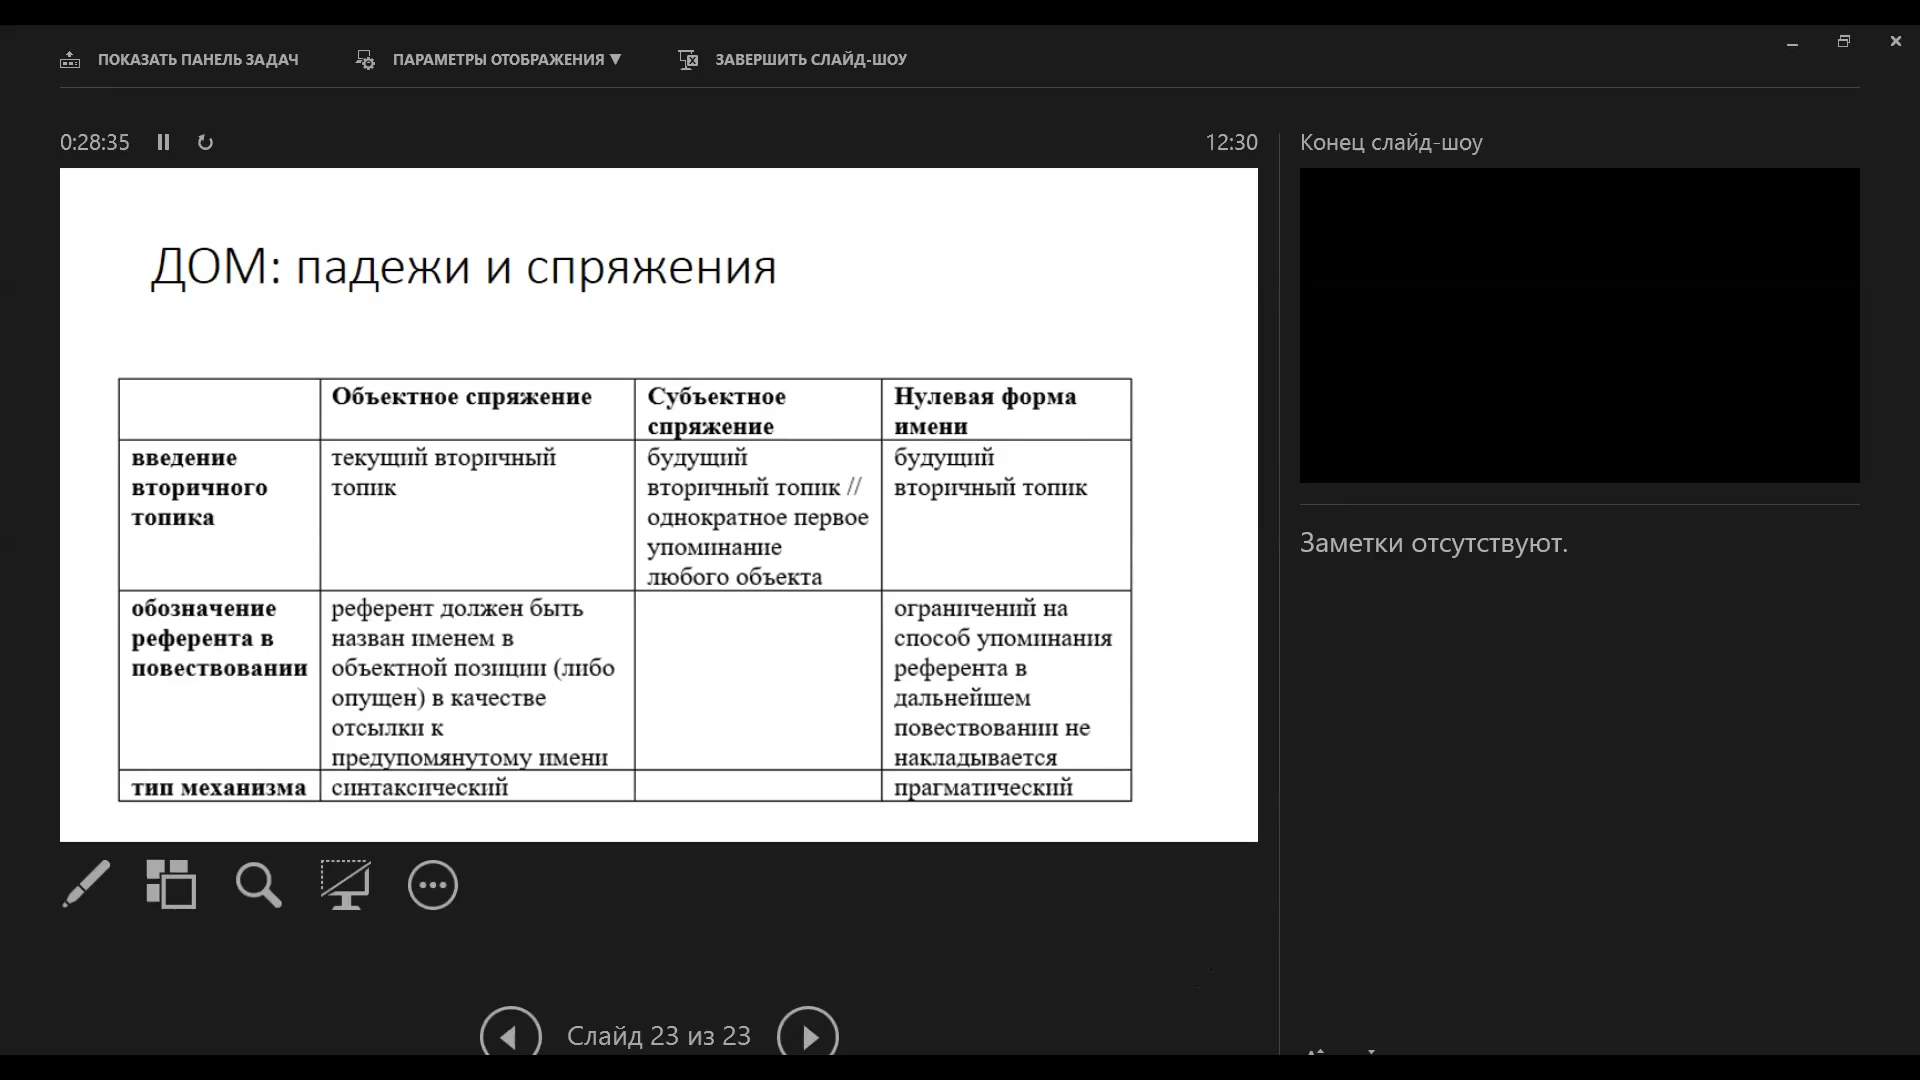 ПОКАЗАТЬ ПАНЕЛЬ ЗАДАЧ
ПАРАМЕТРЫ ОТОБРАЖЕНИЯ ▼
ЗАВЕРШИТЬ СЛАЙД-ШОУ
0:28:35
12:30
Конец слайд-шоу
ДОМ: падежи и спряжения
Объектное спряжение
Субъектное
спряжение
Нулевая форма
имени
введение
вторичного
топика
текущий вторичный
топик
будущий
вторичный топик //
однократное первое
упоминание
любого объекта
будущий
вторичный топик
обозначение
референта в
повествовании
референт должен быть
назван именем в
объектной позиции (либо
опущен) в качестве
отсылки к
предупомянутому имени
ограничений на
способ упоминания
референта в
дальнейшем
повествовании не
накладывается
тип механизма
синтаксический
прагматический
Заметки отсутствуют.
Слайд 23 из 23